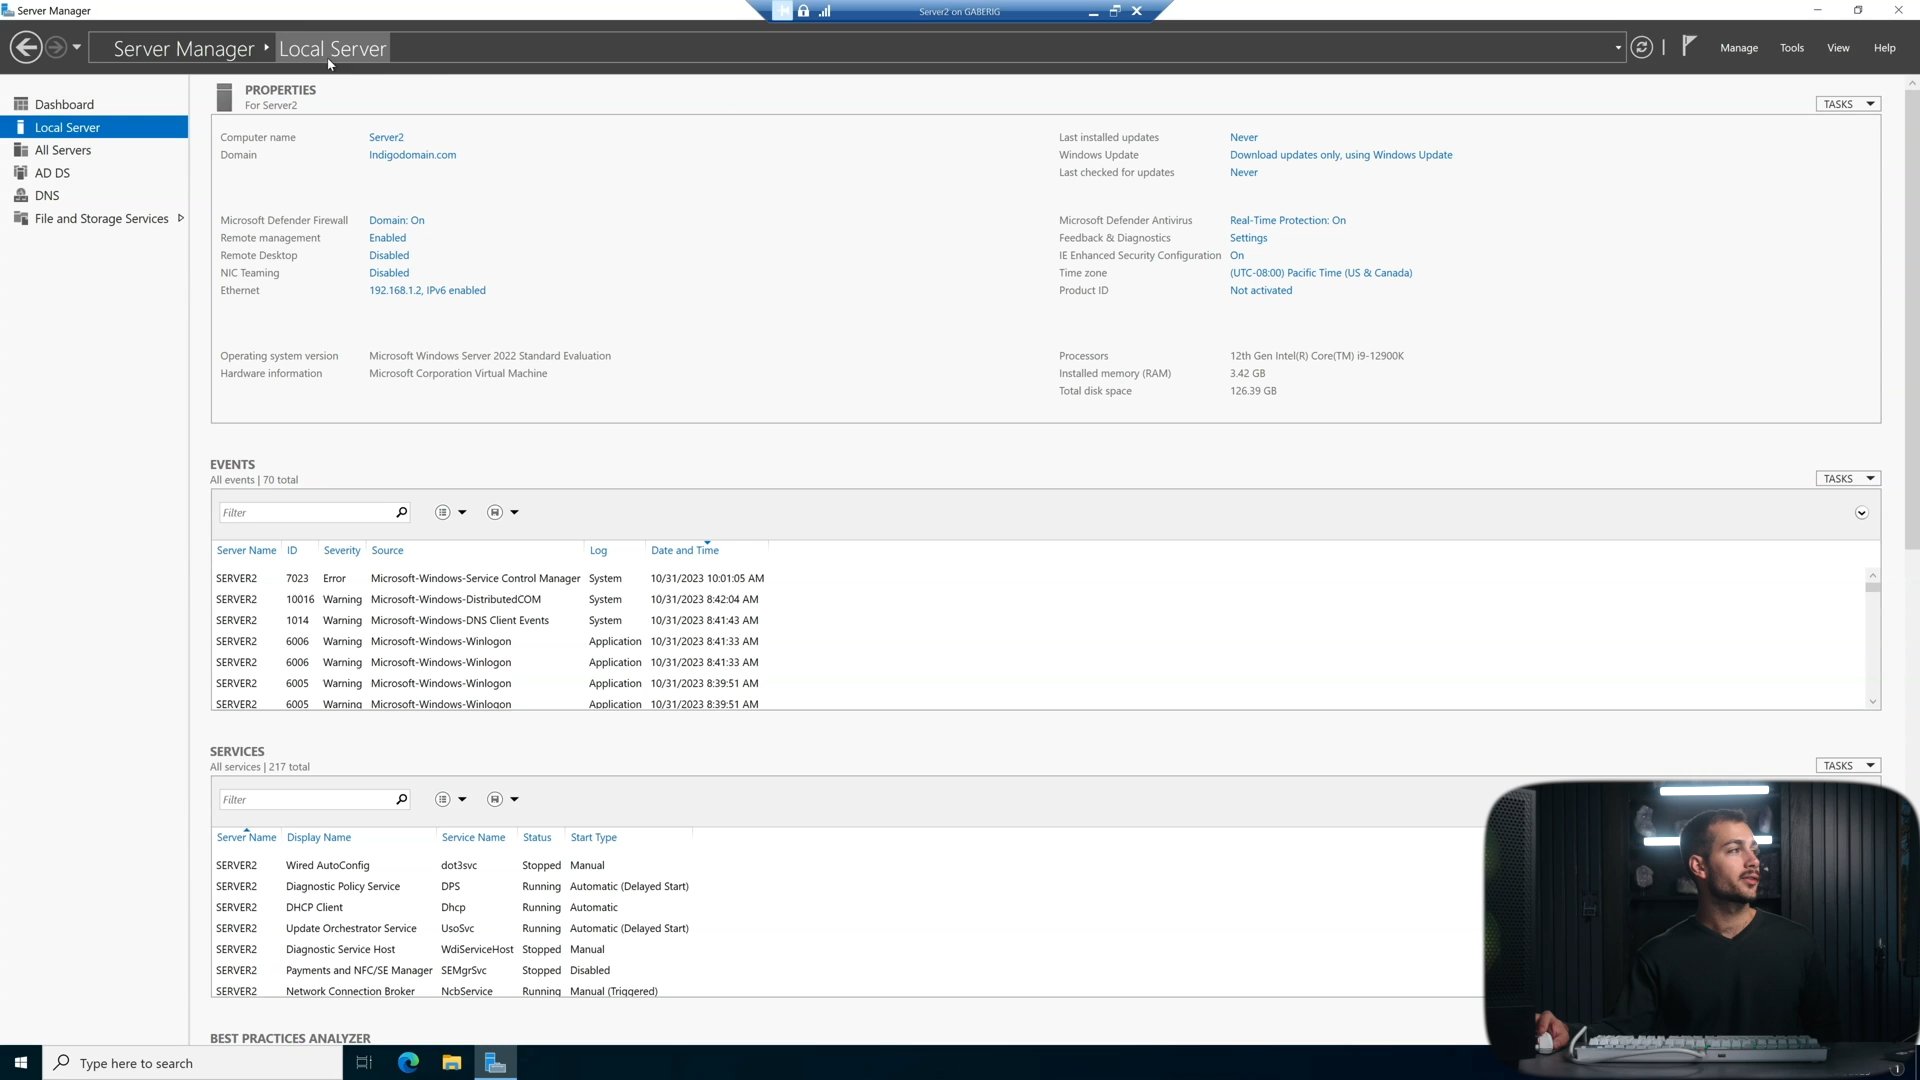 Server Manager
Server2 on GABERIG
Server Manager Local Server
Manage Tools View Help
Dashboard
Local Server
All Servers
AD DS
DNS
File and Storage Services
PROPERTIES
For Server2
TASKS
Computer name Server2
Domain Indigodomain.com
Last installed updates Never
Windows Update Download updates only, using Windows Update
Last checked for updates Never
Microsoft Defender Firewall Domain: On
Remote management Enabled
Remote Desktop Disabled
NIC Teaming Disabled
Ethernet 192.168.1.2, IPv6 enabled
Microsoft Defender Antivirus Real-Time Protection: On
Feedback & Diagnostics Settings
IE Enhanced Security Configuration On
Time zone (UTC-08:00) Pacific Time (US & Canada)
Product ID Not activated
Operating system version Microsoft Windows Server 2022 Standard Evaluation
Hardware information Microsoft Corporation Virtual Machine
Processors 12th Gen Intel(R) Core(TM) i9-12900K
Installed memory (RAM) 3.42 GB
Total disk space 126.39 GB
EVENTS
All events | 70 total
TASKS
Filter
Server Name ID Severity Source Log Date and Time
SERVER2 7023 Error Microsoft-Windows-Service Control Manager System 10/31/2023 10:01:05 AM
SERVER2 10016 Warning Microsoft-Windows-DistributedCOM System 10/31/2023 8:42:04 AM
SERVER2 1014 Warning Microsoft-Windows-DNS Client Events System 10/31/2023 8:41:43 AM
SERVER2 6006 Warning Microsoft-Windows-Winlogon Application 10/31/2023 8:41:33 AM
SERVER2 6006 Warning Microsoft-Windows-Winlogon Application 10/31/2023 8:41:33 AM
SERVER2 6005 Warning Microsoft-Windows-Winlogon Application 10/31/2023 8:39:51 AM
SERVER2 6005 Warning Microsoft-Windows-Winlogon Application 10/31/2023 8:39:51 AM
SERVICES
All services | 217 total
TASKS
Filter
Server Name Display Name Service Name Status Start Type
SERVER2 Wired AutoConfig dot3svc Stopped Manual
SERVER2 Diagnostic Policy Service DPS Running Automatic (Delayed Start)
SERVER2 DHCP Client Dhcp Running Automatic
SERVER2 Update Orchestrator Service UsoSvc Running Automatic (Delayed Start)
SERVER2 Diagnostic Service Host WdiServiceHost Stopped Manual
SERVER2 Payments and NFC/SE Manager SEMgrSvc Stopped Disabled
SERVER2 Network Connection Broker NcbService Running Manual (Triggered)
BEST PRACTICES ANALYZER
Type here to search
1